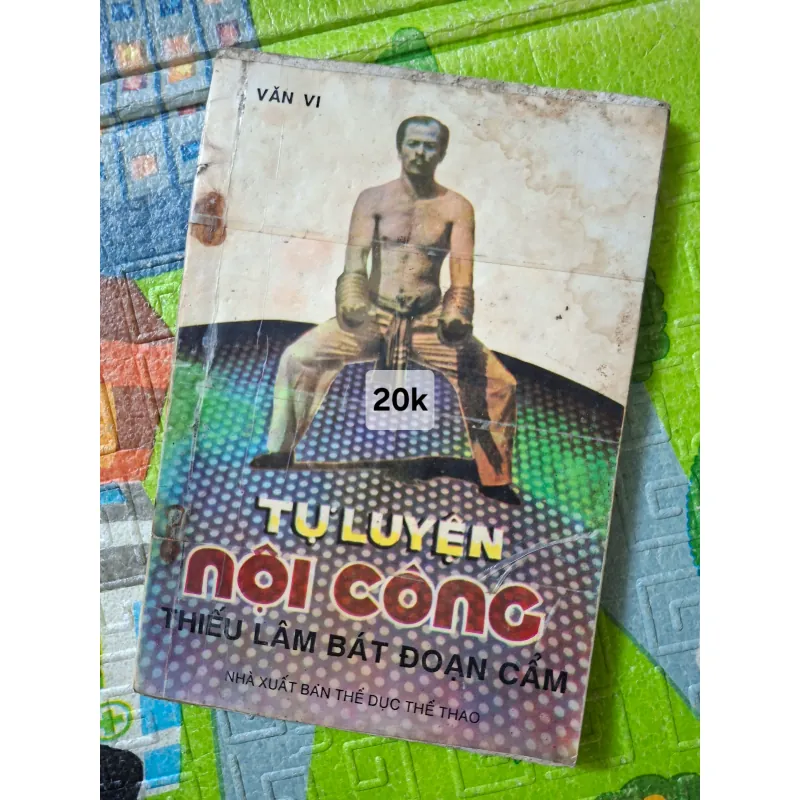 VĂN VI
20k
TỰ LUYỆN
NỘI CÔNG
THIẾU LÂM BÁT ĐOẠN CẨM
NHÀ XUẤT BẢN THỂ DỤC THỂ THAO